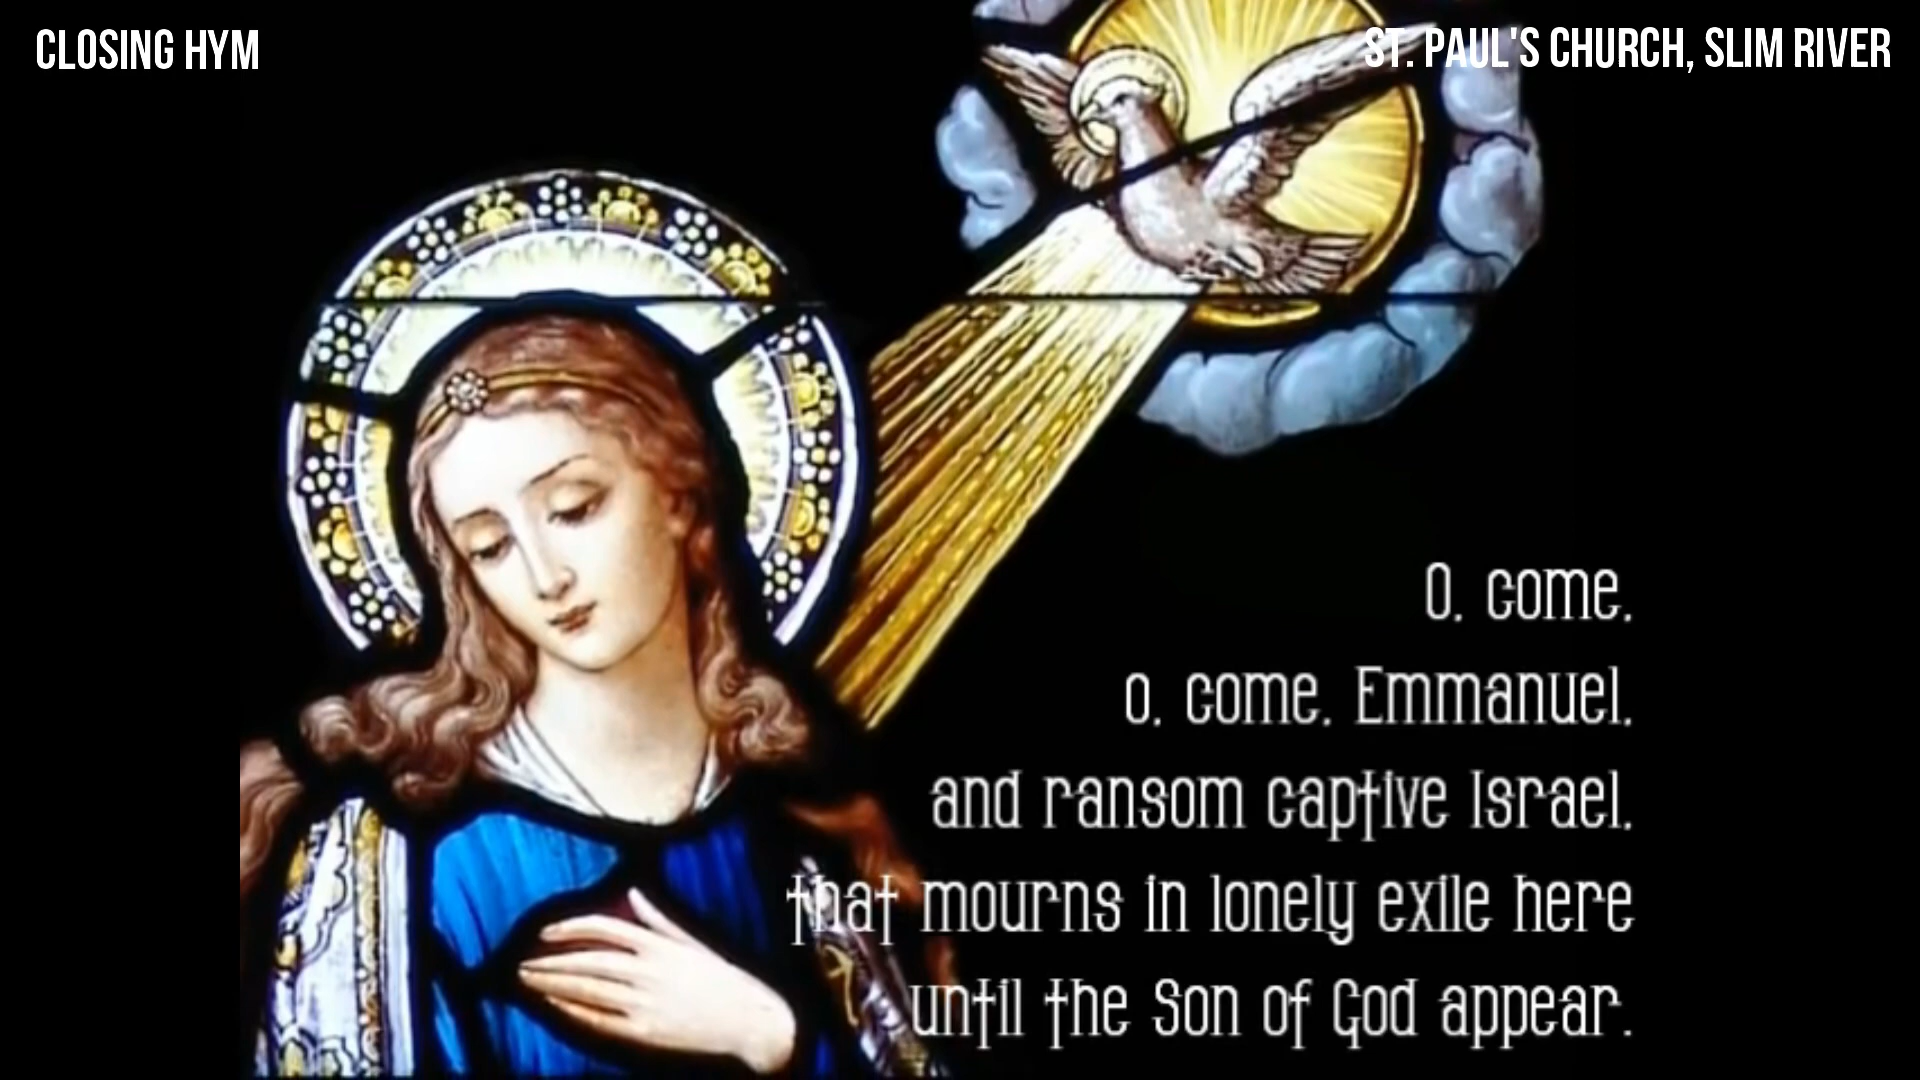 CLOSING HYM
ST. PAUL'S CHURCH, SLIM RIVER
O, come,
o, come, Emmanuel,
and ransom captive Israel,
that mourns in lonely exile here
until the Son of God appear.